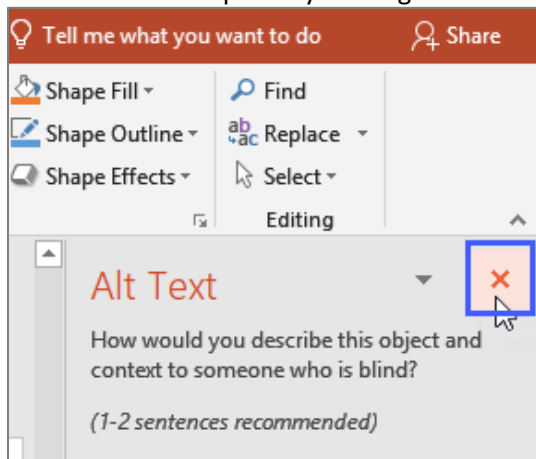 Tell me what you want to do Share
Shape Fill Find
Shape Outline Replace
Shape Effects Select
Editing
Alt Text
How would you describe this object and
context to someone who is blind?
(1-2 sentences recommended)